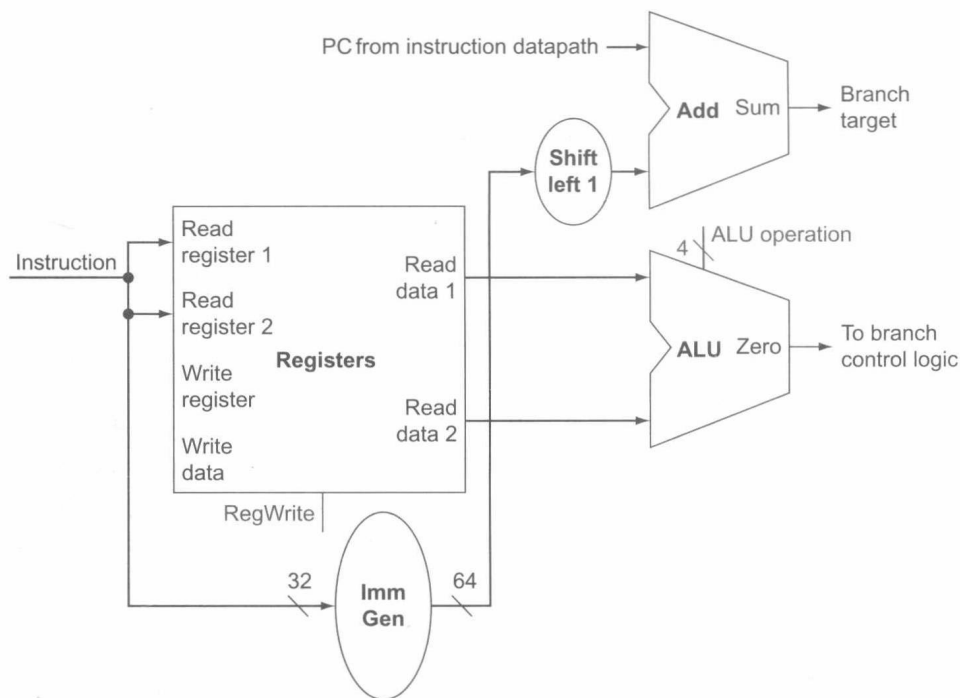 PC from instruction datapath
Add Sum
Branch
target
Shift
left 1
Read
register 1
Instruction
Read
data 1
4
ALU operation
Read
register 2
Registers
ALU Zero
To branch
control logic
Write
register
Read
data 2
Write
data
RegWrite
32
Imm
Gen
64